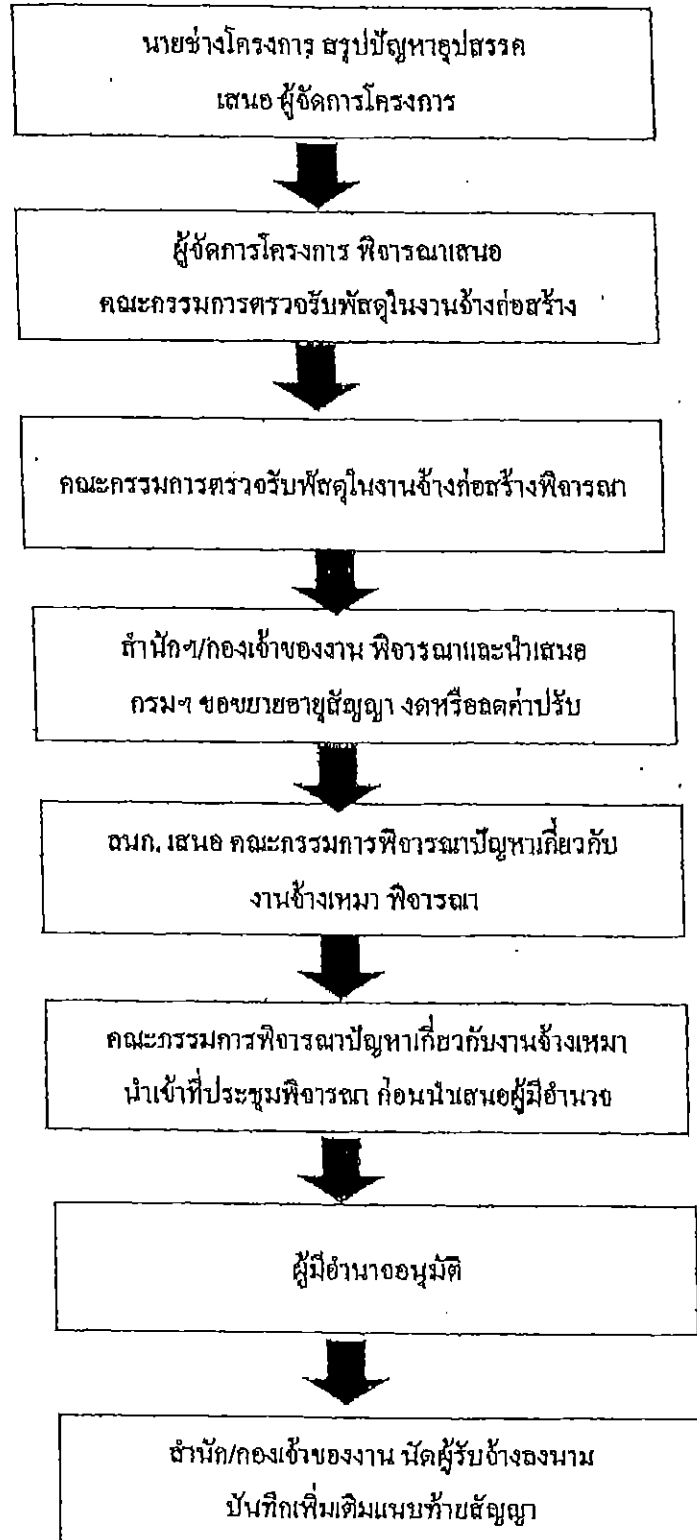 นายช่างโครงการ สรุปปัญหาอุปสรรค
เสนอ ผู้จัดการโครงการ
ผู้จัดการโครงการ พิจารณาเสนอ
คณะกรรมการตรวจรับพัสดุในงานจ้างก่อสร้าง
คณะกรรมการตรวจรับพัสดุในงานจ้างก่อสร้างพิจารณา
สำนักฯ/กองเจ้าของงาน พิจารณาและนำเสนอ
กรมฯ ขอขยายอายุสัญญา งดหรือลดค่าปรับ
สนก. เสนอ คณะกรรมการพิจารณาปัญหาเกี่ยวกับ
งานจ้างเหมา พิจารณา
คณะกรรมการพิจารณาปัญหาเกี่ยวกับงานจ้างเหมา
นำเข้าที่ประชุมพิจารณา ก่อนนำเสนอผู้มีอำนาจ
ผู้มีอำนาจอนุมัติ
สำนัก/กองเจ้าของงาน นัดผู้รับจ้างลงนาม
บันทึกเพิ่มเติมแนบท้ายสัญญา